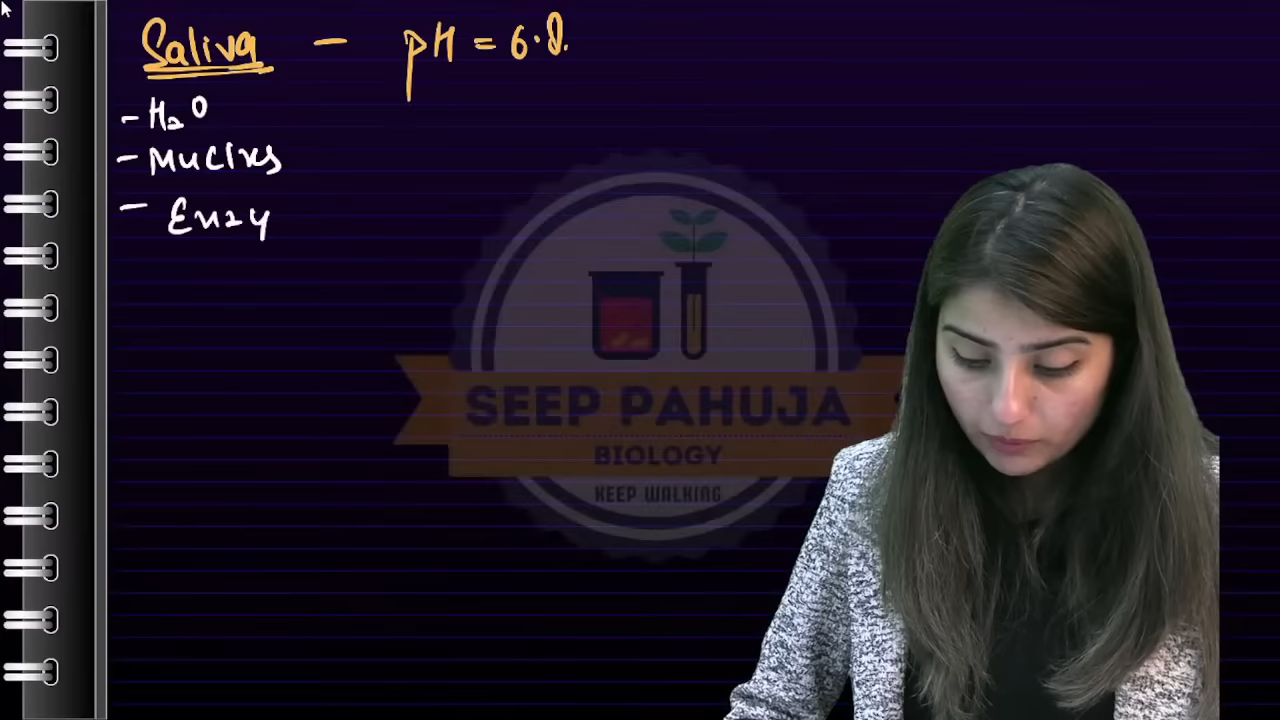 Saliva - pH = 6.8.
- H₂O
- Mucins
- Enzy
SEEP PAHUJA
BIOLOGY
KEEP WALKING